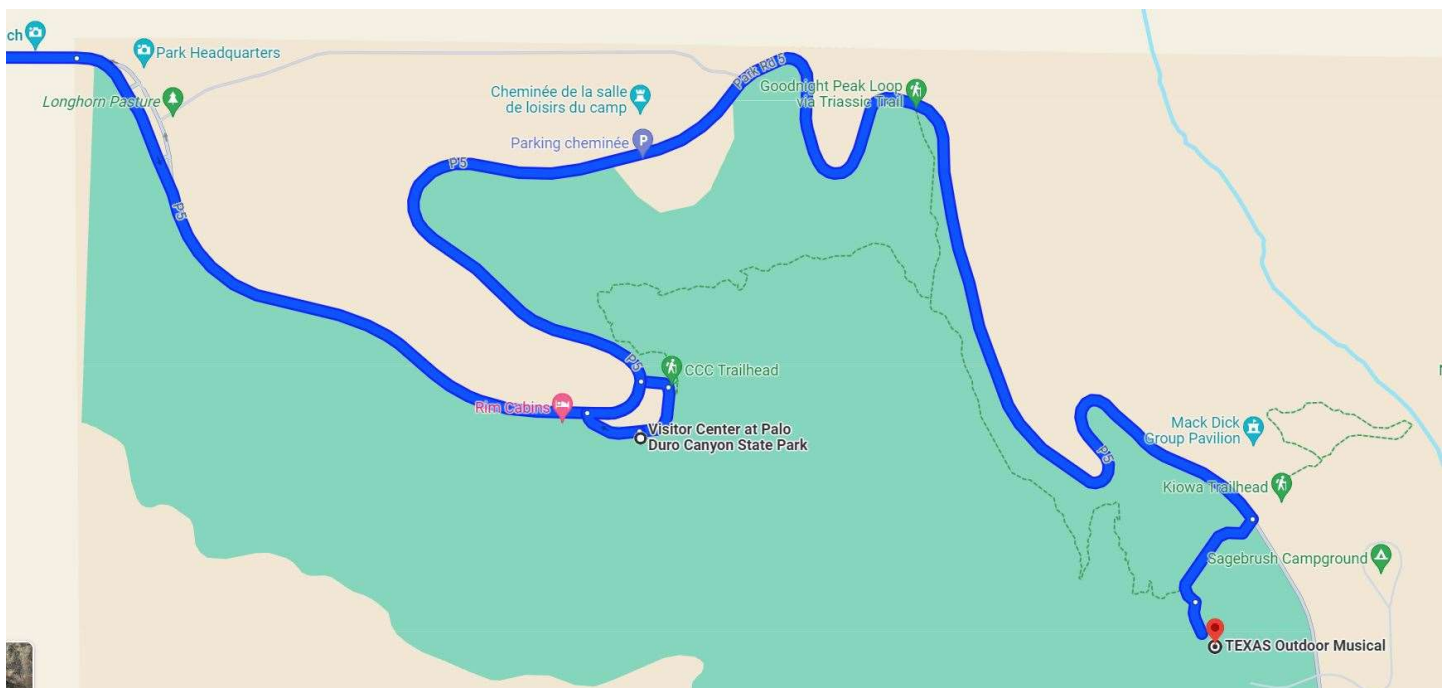 ch
Park Headquarters
Longhorn Pasture
Cheminée de la salle
de loisirs du camp
Park Rd 5
Goodnight Peak Loop
via Triassic Trail
Parking cheminée
P5
P5
P5
CCC Trailhead
Rim Cabins
Visitor Center at Palo
Duro Canyon State Park
Mack Dick
Group Pavilion
P5
Kiowa Trailhead
Sagebrush Campground
TEXAS Outdoor Musical